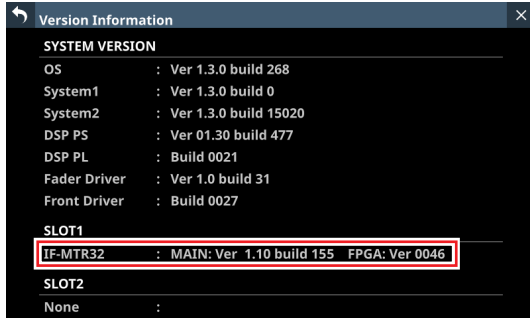 Version Information
SYSTEM VERSION
OS : Ver 1.3.0 build 268
System1 : Ver 1.3.0 build 0
System2 : Ver 1.3.0 build 15020
DSP PS : Ver 01.30 build 477
DSP PL : Build 0021
Fader Driver : Ver 1.0 build 31
Front Driver : Build 0027
SLOT1
IF-MTR32 : MAIN: Ver 1.10 build 155 FPGA: Ver 0046
SLOT2
None :